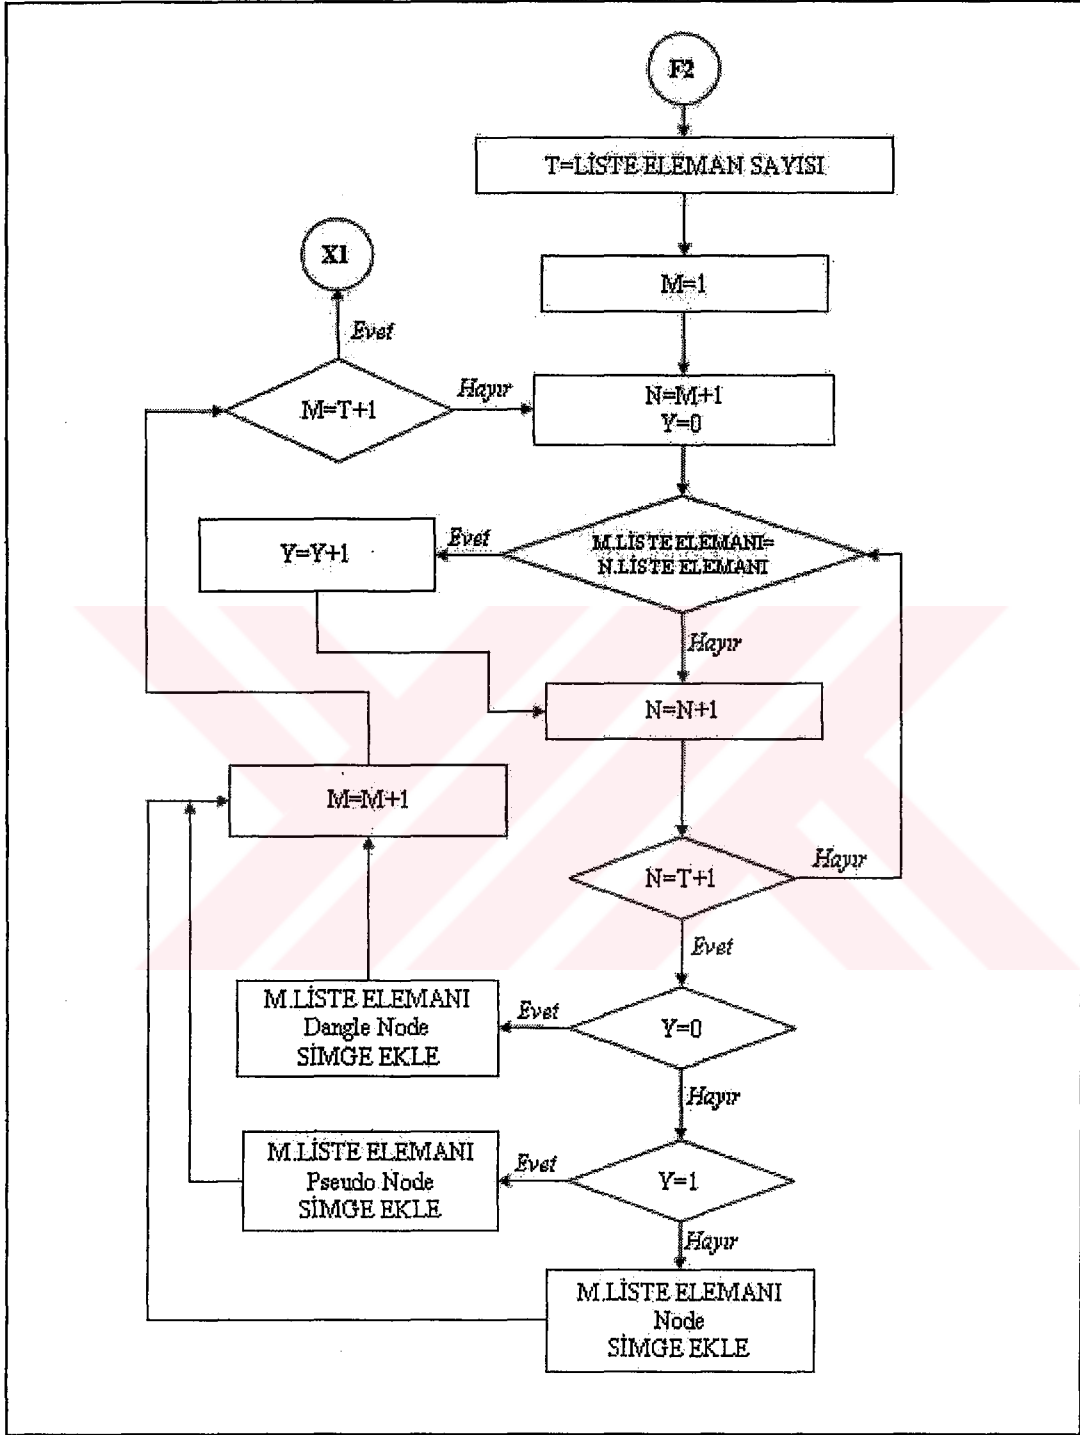 F2
T=LİSTE ELEMAN SAYISI
X1
M=1
Evet
M=T+1
Hayır
N=M+1
Y=0
Y=Y+1
Evet
M.LİSTE ELEMANI=
N.LİSTE ELEMANI
Hayır
N=N+1
M=M+1
N=T+1
Hayır
Evet
M.LİSTE ELEMANI
Dangle Node
SİMGE EKLE
Evet
Y=0
Hayır
M.LİSTE ELEMANI
Pseudo Node
SİMGE EKLE
Evet
Y=1
Hayır
M.LİSTE ELEMANI
Node
SİMGE EKLE